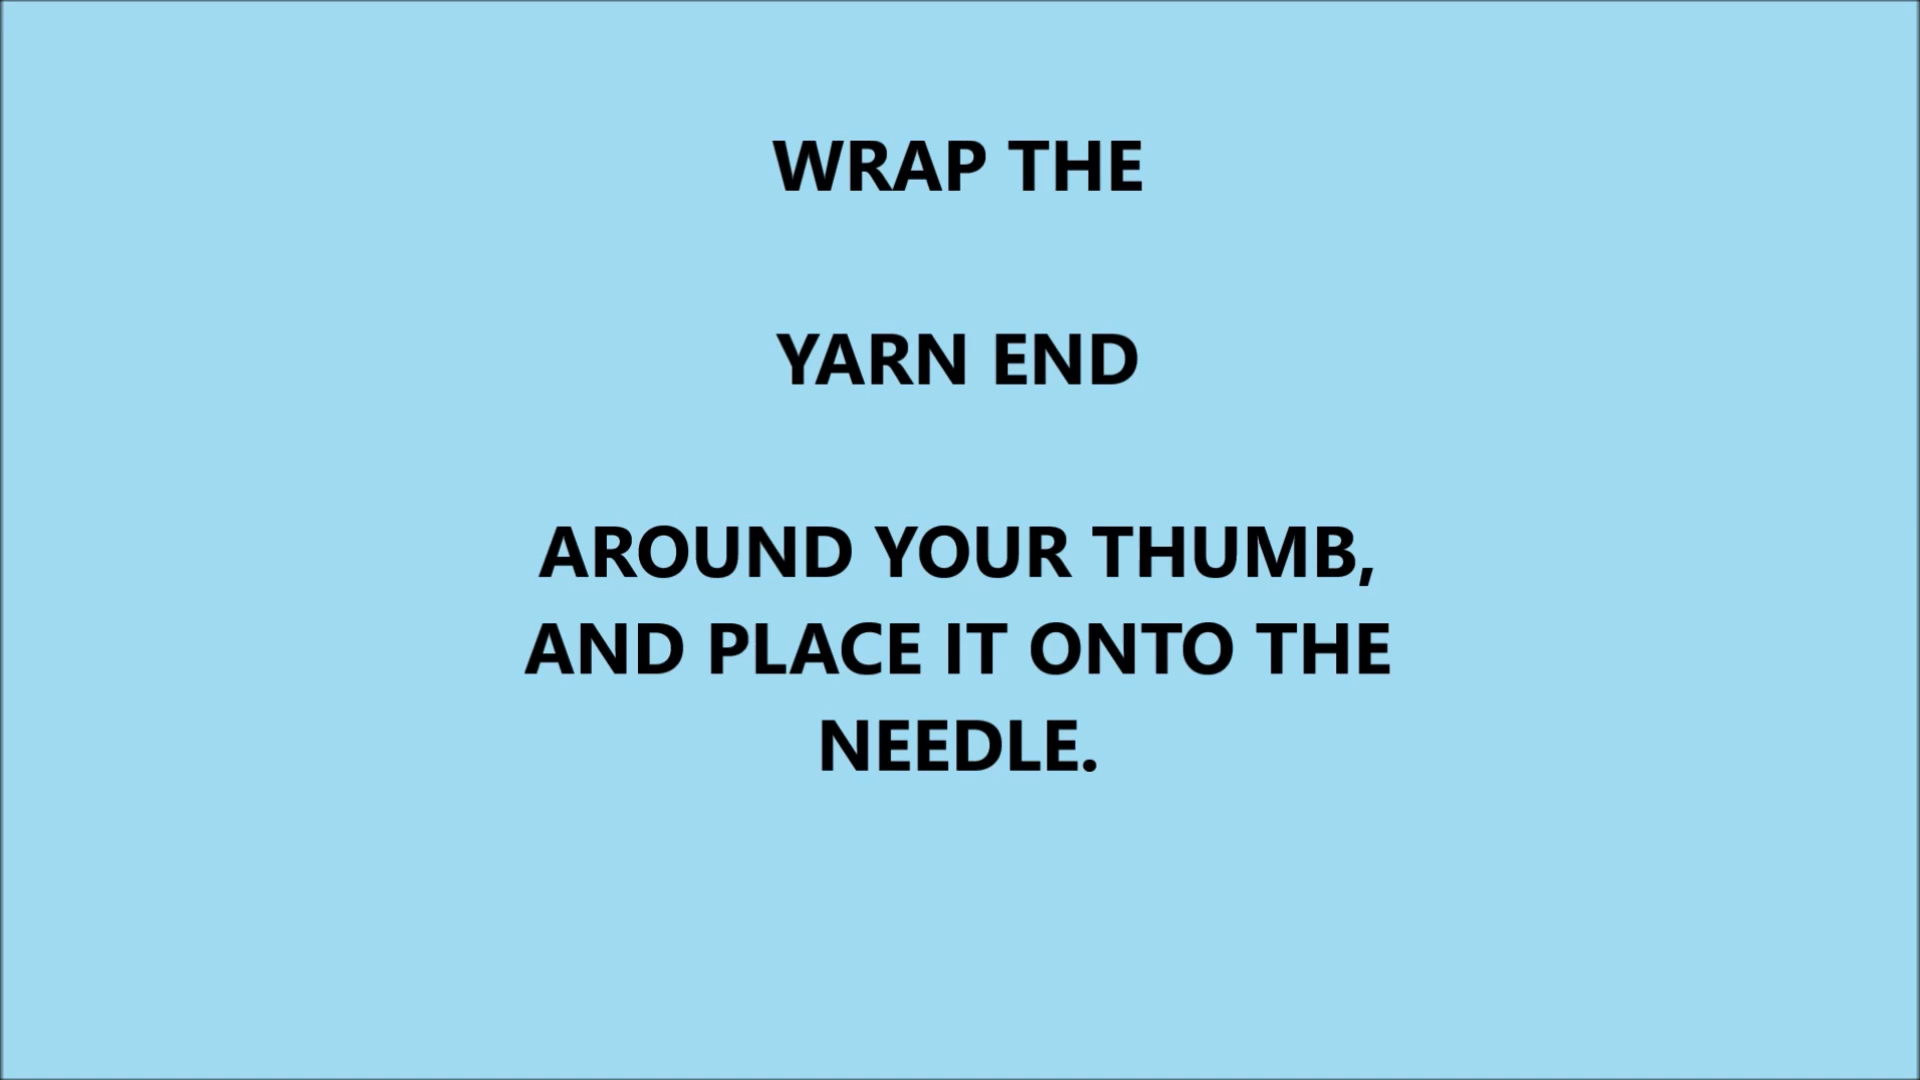 WRAP THE
YARN END
AROUND YOUR THUMB,
AND PLACE IT ONTO THE
NEEDLE.